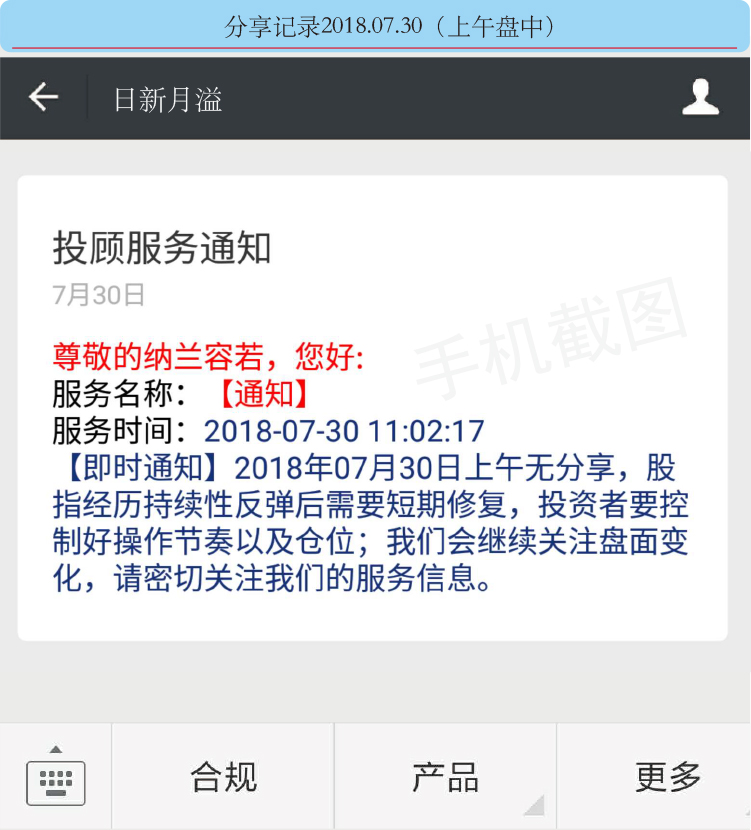 分享记录2018.07.30（上午盘中）
日新月溢
投顾服务通知
7月30日
手机截图
尊敬的纳兰容若，您好:
服务名称：【通知】
服务时间：2018-07-30 11:02:17
【即时通知】2018年07月30日上午无分享，股
指经历持续性反弹后需要短期修复，投资者要控
制好操作节奏以及仓位；我们会继续关注盘面变
化，请密切关注我们的服务信息。
合规
产品
更多